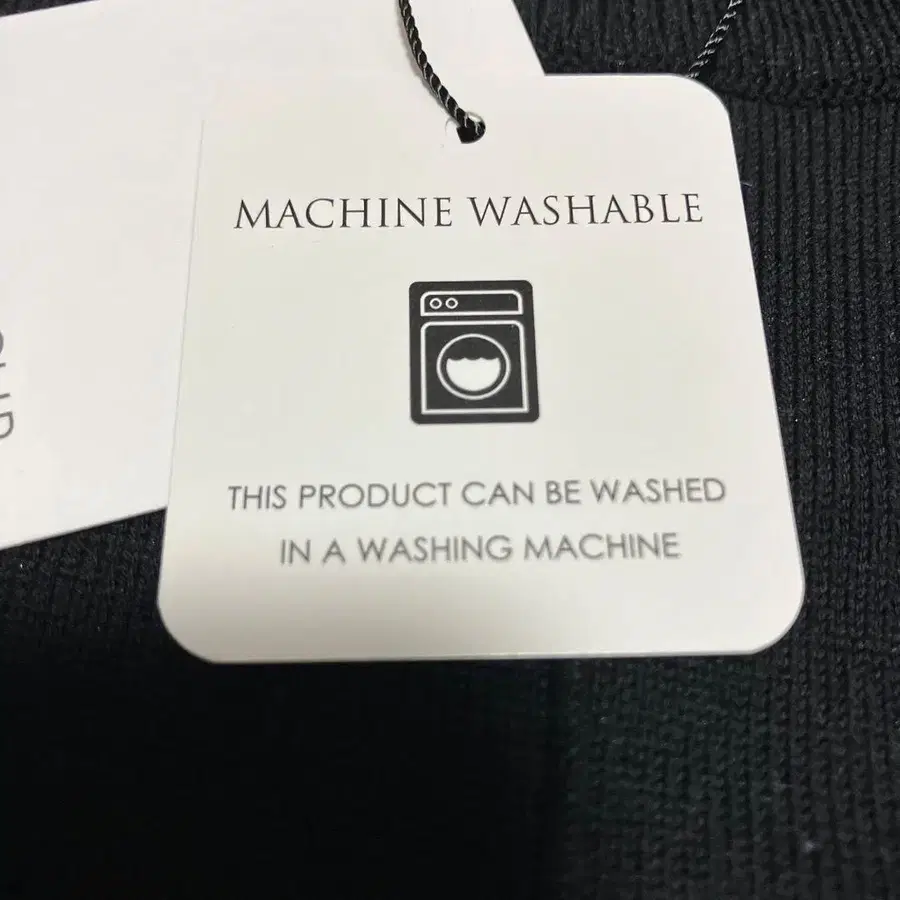 MACHINE WASHABLE
THIS PRODUCT CAN BE WASHED
IN A WASHING MACHINE